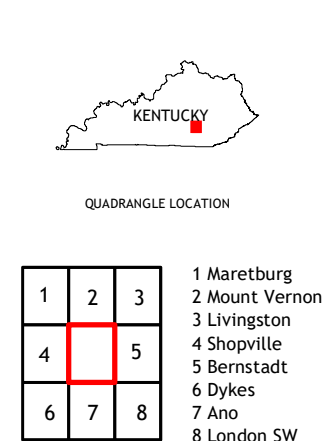 KENTUCKY
QUADRANGLE LOCATION
1 2 3
4 5
6 7 8
1 Maretburg
2 Mount Vernon
3 Livingston
4 Shopville
5 Bernstadt
6 Dykes
7 Ano
8 London SW